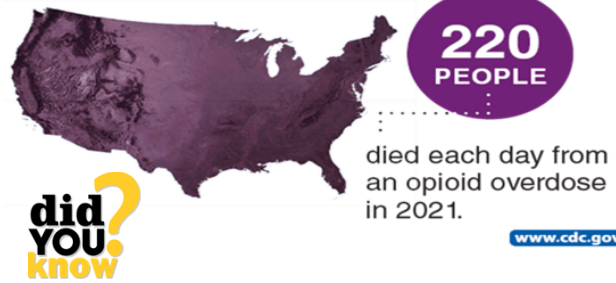 220
PEOPLE
died each day from
an opioid overdose
in 2021.
www.cdc.gov
did
YOU?
know